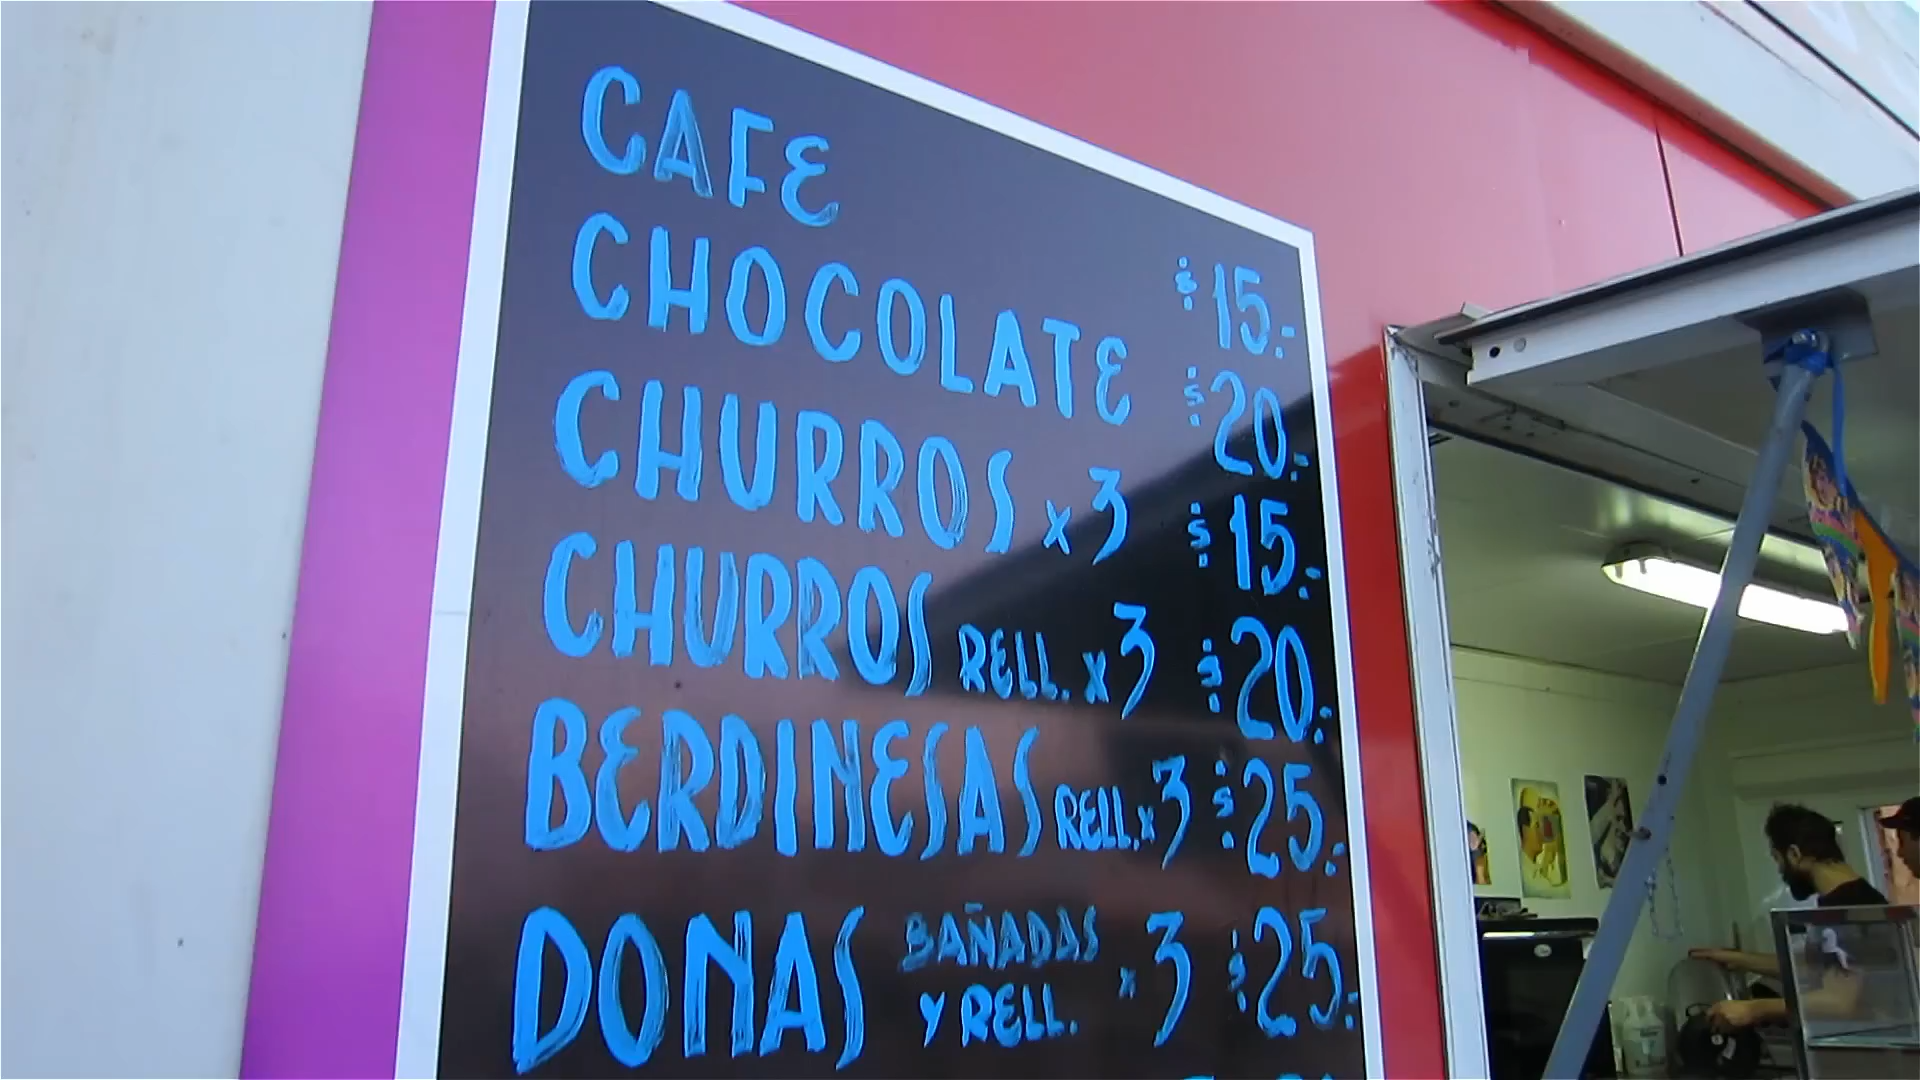 CAFE $15.-
CHOCOLATE $20.-
CHURROS x3 $15.-
CHURROS RELL. x3 $20.-
BERDINESAS RELL. x3 $25.-
DONAS BAÑADAS Y RELL. x3 $25.-